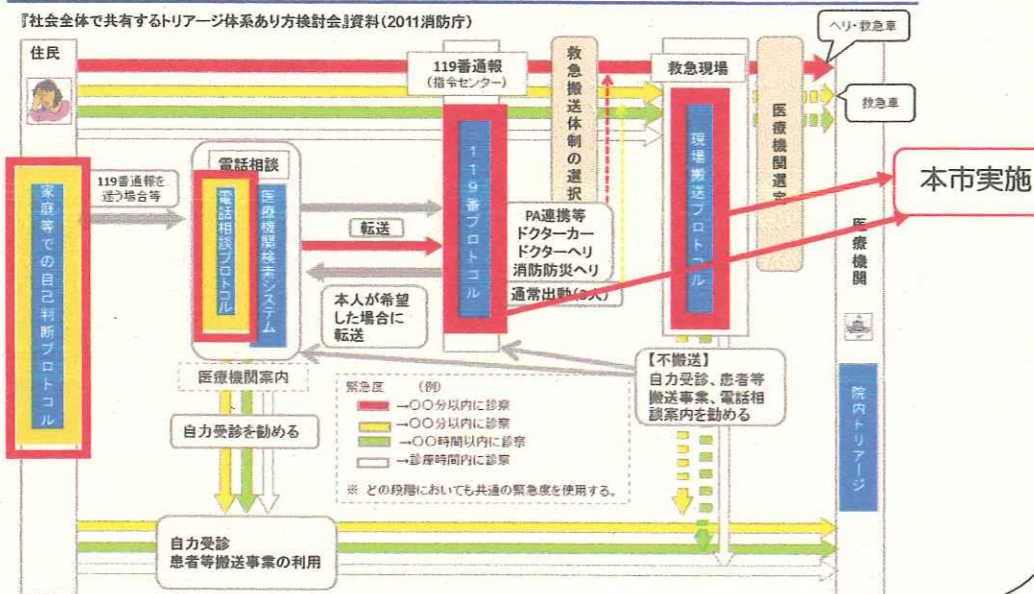 『社会全体で共有するトリアージ体系あり方検討会』資料(2011消防庁)
住民
119番通報
(指令センター)
救急搬送体制の選択
救急現場
医療機関選定
ヘリ・救急車
救急車
家庭等での自己判断プロトコル
119番通報を
迷う場合等
電話相談
電話相談プロトコル
医療機関検索システム
転送
本人が希望
した場合に
転送
119番プロトコル
PA連携等
ドクターカー
ドクターヘリ
消防防災ヘリ
通常出動(3人)
現場搬送プロトコル
本市実施
医療機関
院内トリアージ
医療機関案内
自力受診を勧める
緊急度 (例)
→○○分以内に診察
→○○分以内に診察
→○○時間以内に診察
→診療時間内に診察
※ どの段階においても共通の緊急度を使用する。
【不搬送】
自力受診、患者等
搬送事業、電話相
談案内を勧める
自力受診
患者等搬送事業の利用